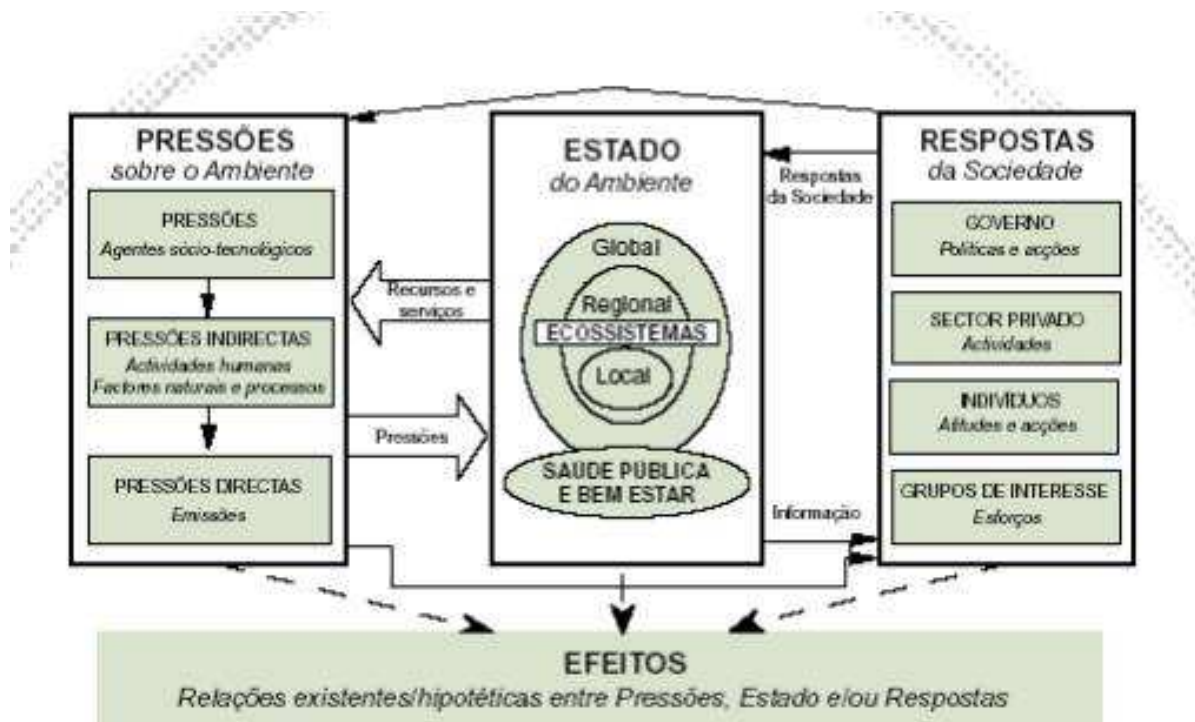 PRESSÕES
sobre o Ambiente
PRESSÕES
Agentes sócio-tecnológicos
PRESSÕES INDIRECTAS
Actividades humanas
Factores naturais e processos
PRESSÕES DIRECTAS
Emissões
Recursos e
serviços
Pressões
ESTADO
do Ambiente
Global
Regional
ECOSSISTEMAS
Local
SAÚDE PÚBLICA
E BEM ESTAR
Respostas
da Sociedade
Informação
RESPOSTAS
da Sociedade
GOVERNO
Políticas e acções
SECTOR PRIVADO
Actividades
INDIVÍDUOS
Atitudes e acções
GRUPOS DE INTERESSE
Esforços
EFEITOS
Relações existentes/hipotéticas entre Pressões, Estado e/ou Respostas